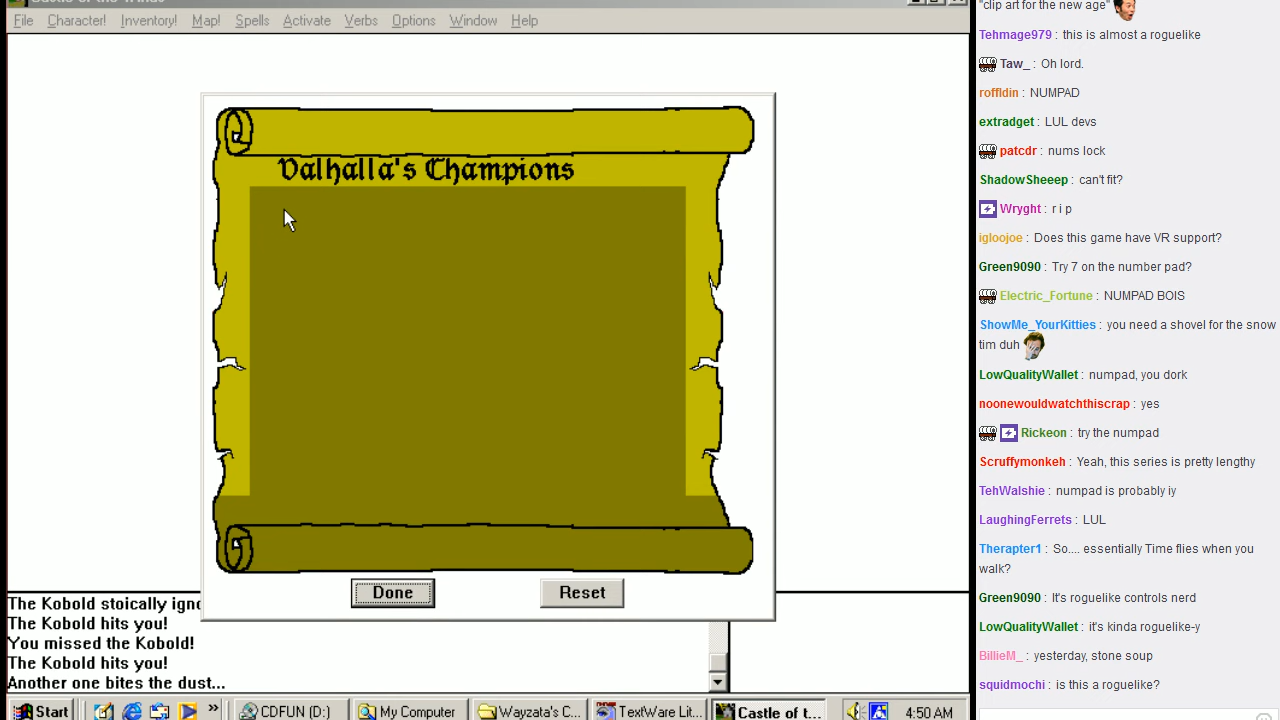 "clip art for the new age"
File Character! Inventory! Map! Spells Activate Verbs Options Window Help
Tehmage979 : this is almost a roguelike
Taw_ : Oh lord.
roffldin : NUMPAD
extradget : LUL devs
patcdr : nums lock
Valhalla's Champions
ShadowSheeep : can't fit?
Wryght : r i p
igloojoe : Does this game have VR support?
Green9090 : Try 7 on the number pad?
Electric_Fortune : NUMPAD BOIS
ShowMe_YourKitties : you need a shovel for the snow
tim duh
LowQualityWallet : numpad, you dork
noonewouldwatchthiscrap : yes
Rickeon : try the numpad
Scruffymonkeh : Yeah, this series is pretty lengthy
TehWalshie : numpad is probably iy
LaughingFerrets : LUL
Therapter1 : So.... essentially Time flies when you
walk?
Done Reset
The Kobold stoically igno
The Kobold hits you!
You missed the Kobold!
The Kobold hits you!
Another one bites the dust...
Green9090 : It's roguelike controls nerd
LowQualityWallet : it's kinda roguelike-y
BillieM_ : yesterday, stone soup
squidmochi : is this a roguelike?
Start CDFUN (D:) My Computer Wayzata's C... TextWare Lit... Castle of t... 4:50 AM